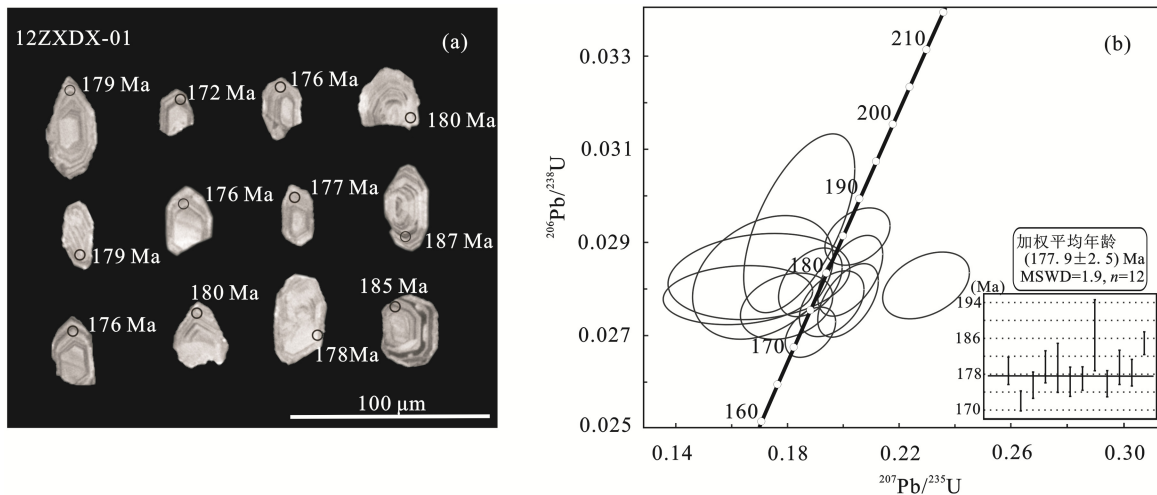 12ZXDX-01
(a)
179 Ma
172 Ma
176 Ma
180 Ma
176 Ma
177 Ma
179 Ma
187 Ma
176 Ma
180 Ma
178Ma
185 Ma
100 μm
(b)
0.033
0.031
0.029
0.027
0.025
²⁰⁶Pb/²³⁸U
210
200
190
180
170
160
加权平均年龄
(177.9±2.5) Ma
MSWD=1.9, n=12
(Ma)
194
186
178
170
0.14
0.18
0.22
0.26
0.30
²⁰⁷Pb/²³⁵U